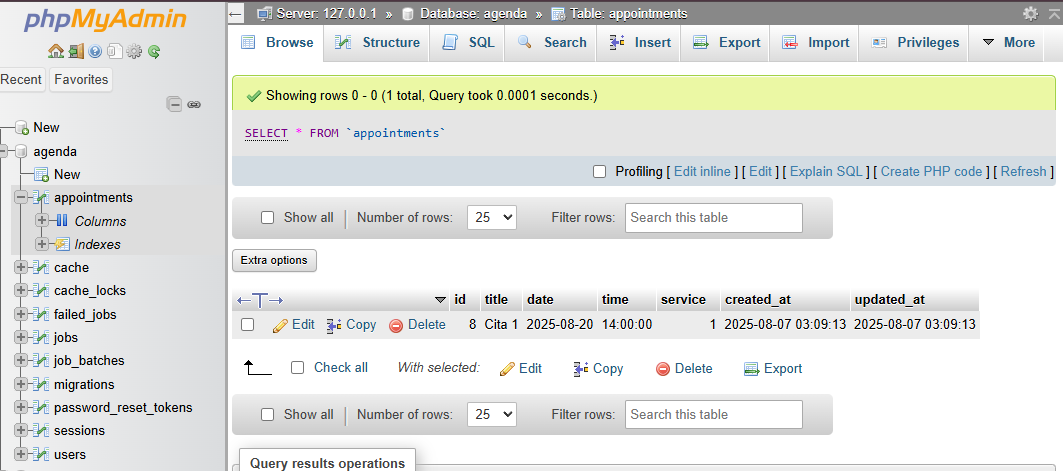 phpMyAdmin
Recent Favorites
New
agenda
New
appointments
Columns
Indexes
cache
cache_locks
failed_jobs
jobs
job_batches
migrations
password_reset_tokens
sessions
users
Server: 127.0.0.1 » Database: agenda » Table: appointments
Browse Structure SQL Search Insert Export Import Privileges More
Showing rows 0 - 0 (1 total, Query took 0.0001 seconds.)
SELECT * FROM `appointments`
Profiling [ Edit inline ] [ Edit ] [ Explain SQL ] [ Create PHP code ] [ Refresh ]
Show all Number of rows: 25 Filter rows: Search this table
Extra options
id title date time service created_at updated_at
Edit Copy Delete 8 Cita 1 2025-08-20 14:00:00 1 2025-08-07 03:09:13 2025-08-07 03:09:13
Check all With selected: Edit Copy Delete Export
Show all Number of rows: 25 Filter rows: Search this table
Query results operations